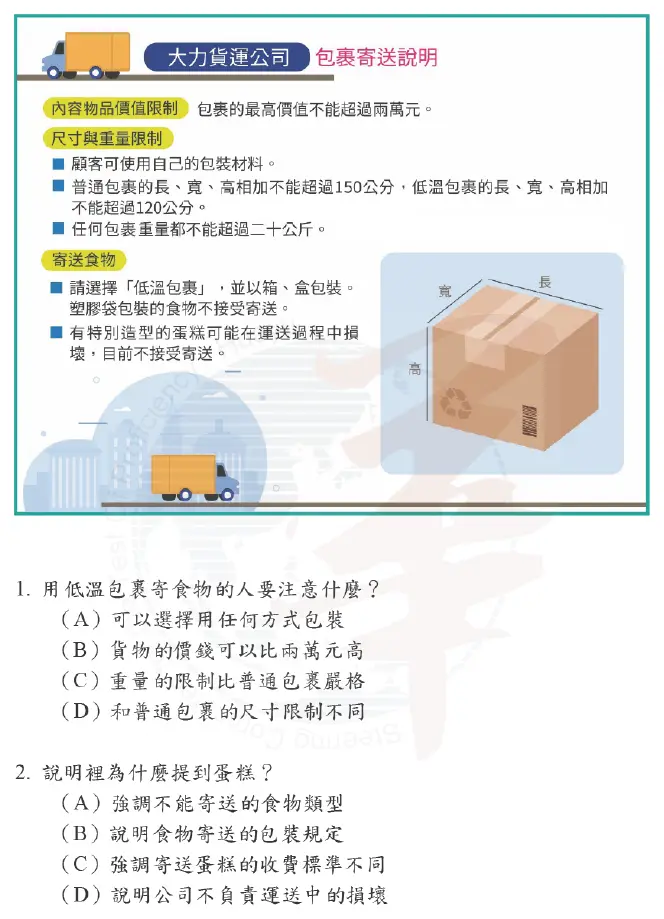 大力貨運公司 包裹寄送說明
內容物品價值限制 包裹的最高價值不能超過兩萬元。
尺寸與重量限制
■ 顧客可使用自己的包裝材料。
■ 普通包裹的長、寬、高相加不能超過150公分,低溫包裹的長、寬、高相加
不能超過120公分。
■ 任何包裹重量都不能超過二十公斤。
寄送食物
■ 請選擇「低溫包裹」,並以箱、盒包裝。
塑膠袋包裝的食物不接受寄送。
■ 有特別造型的蛋糕可能在運送過程中損
壞,目前不接受寄送。
寬
長
高
1. 用低溫包裹寄食物的人要注意什麼?
(A)可以選擇用任何方式包裝
(B)貨物的價錢可以比兩萬元高
(C)重量的限制比普通包裹嚴格
(D)和普通包裹的尺寸限制不同
2. 說明裡為什麼提到蛋糕?
(A)強調不能寄送的食物類型
(B)說明食物寄送的包裝規定
(C)強調寄送蛋糕的收費標準不同
(D)說明公司不負責運送中的損壞